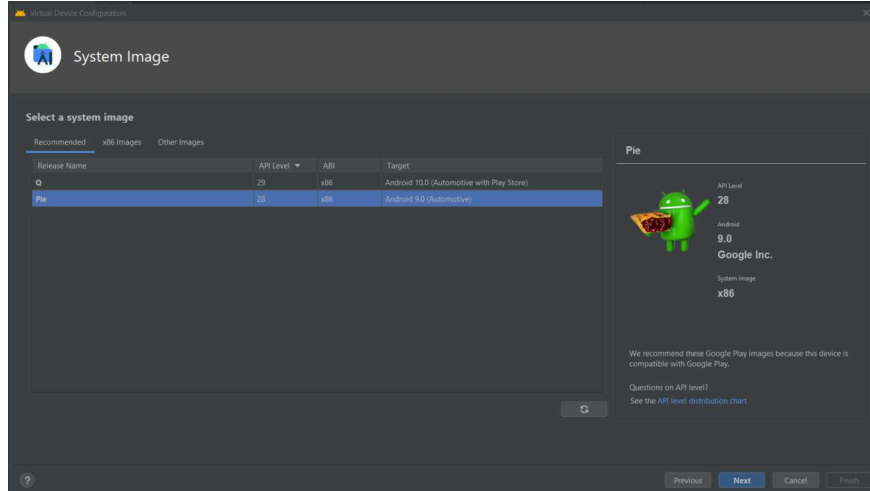 Virtual Device Configuration
System Image
Select a system image
Recommended x86 Images Other Images
Release Name API Level ABI Target
Q 29 x86 Android 10.0 (Automotive with Play Store)
Pie 28 x86 Android 9.0 (Automotive)
Pie
API Level
28
Android
9.0
Google Inc.
System Image
x86
We recommend these Google Play images because this device is
compatible with Google Play.
Questions on API level?
See the API level distribution chart
? Previous Next Cancel Finish